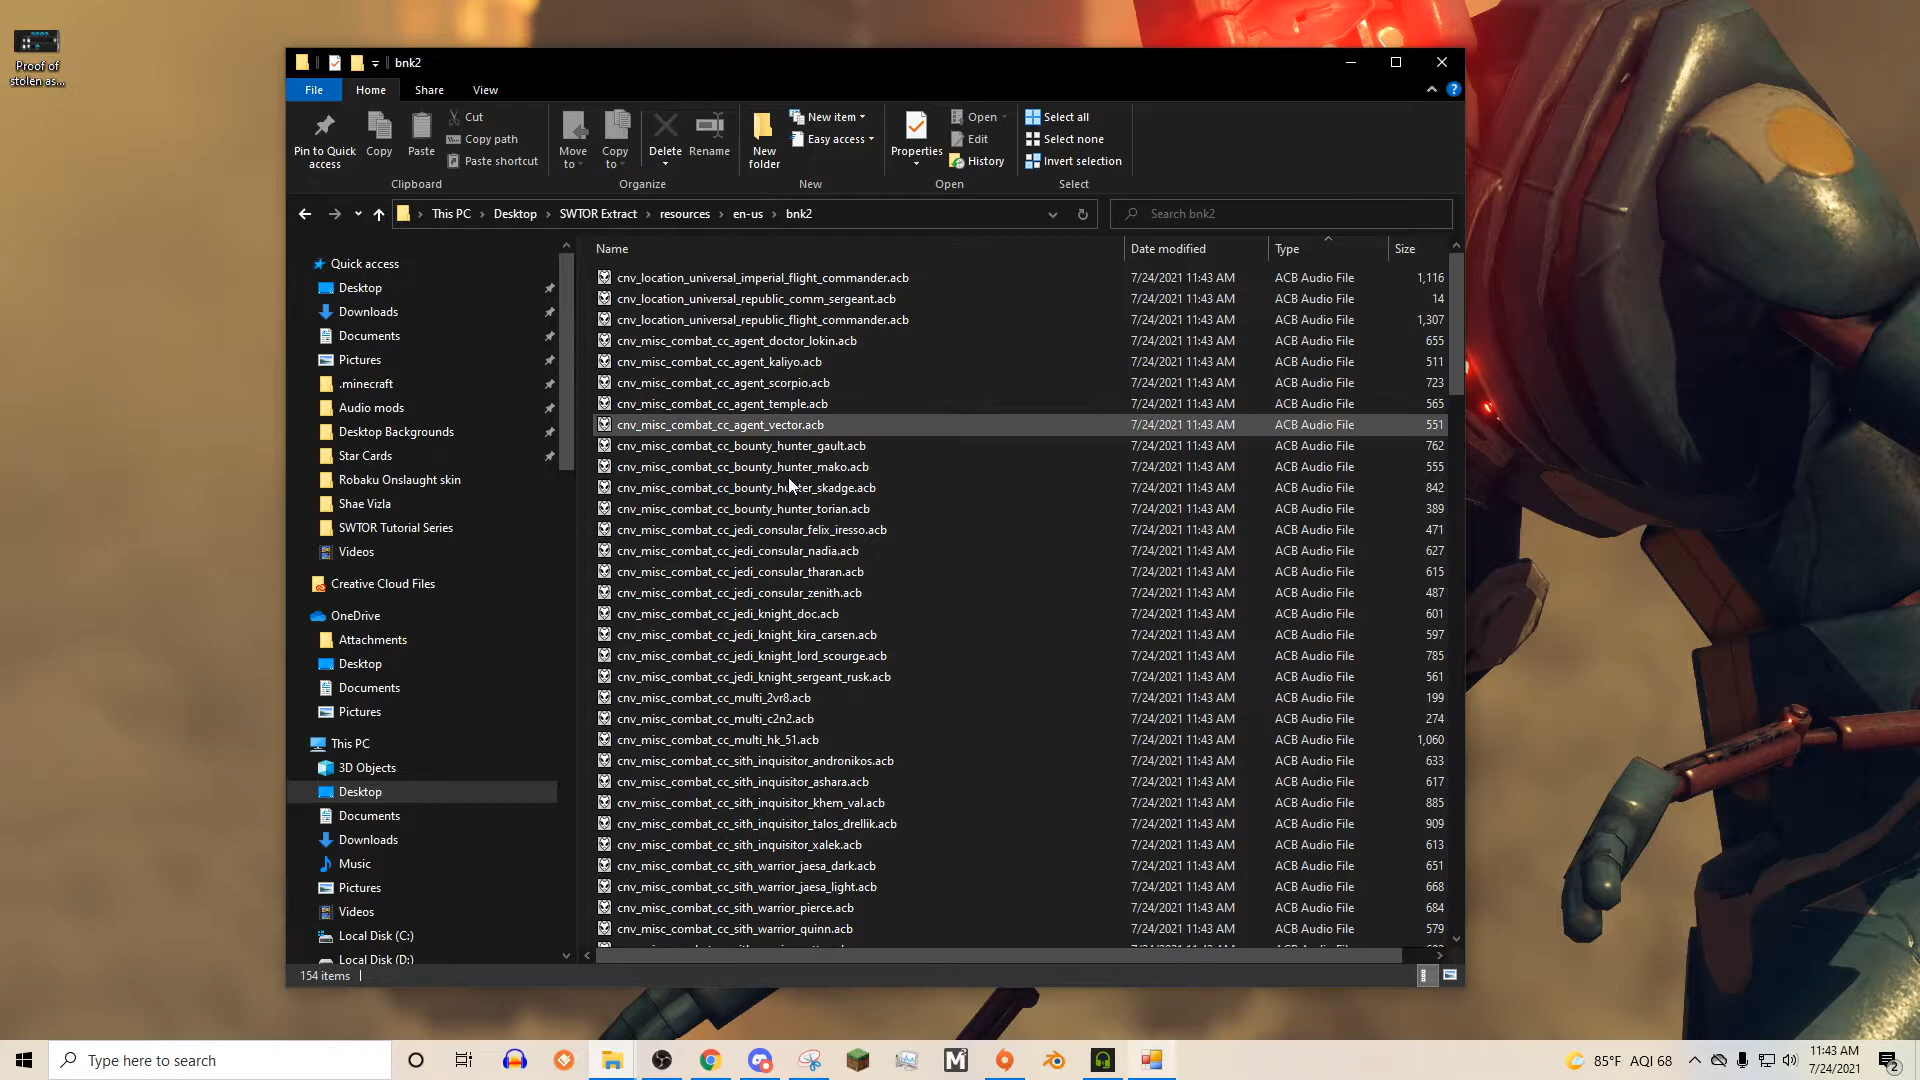 Proof of
stolen as...
bnk2
File
Home
Share
View
Pin to Quick
access
Copy
Paste
Cut
Copy path
Paste shortcut
Clipboard
Move
to
Copy
to
Delete
Rename
Organize
New
folder
New item
Easy access
New
Properties
Open
Edit
History
Open
Select all
Select none
Invert selection
Select
This PC
Desktop
SWTOR Extract
resources
en-us
bnk2
Search bnk2
Quick access
Desktop
Downloads
Documents
Pictures
.minecraft
Audio mods
Desktop Backgrounds
Star Cards
Robaku Onslaught skin
Shae Vizla
SWTOR Tutorial Series
Videos
Creative Cloud Files
OneDrive
Attachments
Desktop
Documents
Pictures
This PC
3D Objects
Desktop
Documents
Downloads
Music
Pictures
Videos
Local Disk (C:)
Local Disk (D:)
Name Date modified Type Size
cnv_location_universal_imperial_flight_commander.acb 7/24/2021 11:43 AM ACB Audio File 1,116
cnv_location_universal_republic_comm_sergeant.acb 7/24/2021 11:43 AM ACB Audio File 14
cnv_location_universal_republic_flight_commander.acb 7/24/2021 11:43 AM ACB Audio File 1,307
cnv_misc_combat_cc_agent_doctor_lokin.acb 7/24/2021 11:43 AM ACB Audio File 655
cnv_misc_combat_cc_agent_kaliyo.acb 7/24/2021 11:43 AM ACB Audio File 511
cnv_misc_combat_cc_agent_scorpio.acb 7/24/2021 11:43 AM ACB Audio File 723
cnv_misc_combat_cc_agent_temple.acb 7/24/2021 11:43 AM ACB Audio File 565
cnv_misc_combat_cc_agent_vector.acb 7/24/2021 11:43 AM ACB Audio File 551
cnv_misc_combat_cc_bounty_hunter_gault.acb 7/24/2021 11:43 AM ACB Audio File 762
cnv_misc_combat_cc_bounty_hunter_mako.acb 7/24/2021 11:43 AM ACB Audio File 555
cnv_misc_combat_cc_bounty_hunter_skadge.acb 7/24/2021 11:43 AM ACB Audio File 842
cnv_misc_combat_cc_bounty_hunter_torian.acb 7/24/2021 11:43 AM ACB Audio File 389
cnv_misc_combat_cc_jedi_consular_felix_iresso.acb 7/24/2021 11:43 AM ACB Audio File 471
cnv_misc_combat_cc_jedi_consular_nadia.acb 7/24/2021 11:43 AM ACB Audio File 627
cnv_misc_combat_cc_jedi_consular_tharan.acb 7/24/2021 11:43 AM ACB Audio File 615
cnv_misc_combat_cc_jedi_consular_zenith.acb 7/24/2021 11:43 AM ACB Audio File 487
cnv_misc_combat_cc_jedi_knight_doc.acb 7/24/2021 11:43 AM ACB Audio File 601
cnv_misc_combat_cc_jedi_knight_kira_carsen.acb 7/24/2021 11:43 AM ACB Audio File 597
cnv_misc_combat_cc_jedi_knight_lord_scourge.acb 7/24/2021 11:43 AM ACB Audio File 785
cnv_misc_combat_cc_jedi_knight_sergeant_rusk.acb 7/24/2021 11:43 AM ACB Audio File 561
cnv_misc_combat_cc_multi_2vr8.acb 7/24/2021 11:43 AM ACB Audio File 199
cnv_misc_combat_cc_multi_c2n2.acb 7/24/2021 11:43 AM ACB Audio File 274
cnv_misc_combat_cc_multi_hk_51.acb 7/24/2021 11:43 AM ACB Audio File 1,060
cnv_misc_combat_cc_sith_inquisitor_andronikos.acb 7/24/2021 11:43 AM ACB Audio File 633
cnv_misc_combat_cc_sith_inquisitor_ashara.acb 7/24/2021 11:43 AM ACB Audio File 617
cnv_misc_combat_cc_sith_inquisitor_khem_val.acb 7/24/2021 11:43 AM ACB Audio File 885
cnv_misc_combat_cc_sith_inquisitor_talos_drellik.acb 7/24/2021 11:43 AM ACB Audio File 909
cnv_misc_combat_cc_sith_inquisitor_xalek.acb 7/24/2021 11:43 AM ACB Audio File 613
cnv_misc_combat_cc_sith_warrior_jaesa_dark.acb 7/24/2021 11:43 AM ACB Audio File 651
cnv_misc_combat_cc_sith_warrior_jaesa_light.acb 7/24/2021 11:43 AM ACB Audio File 668
cnv_misc_combat_cc_sith_warrior_pierce.acb 7/24/2021 11:43 AM ACB Audio File 684
cnv_misc_combat_cc_sith_warrior_quinn.acb 7/24/2021 11:43 AM ACB Audio File 579
154 items
Type here to search
85°F AQI 68
11:43 AM
7/24/2021
2